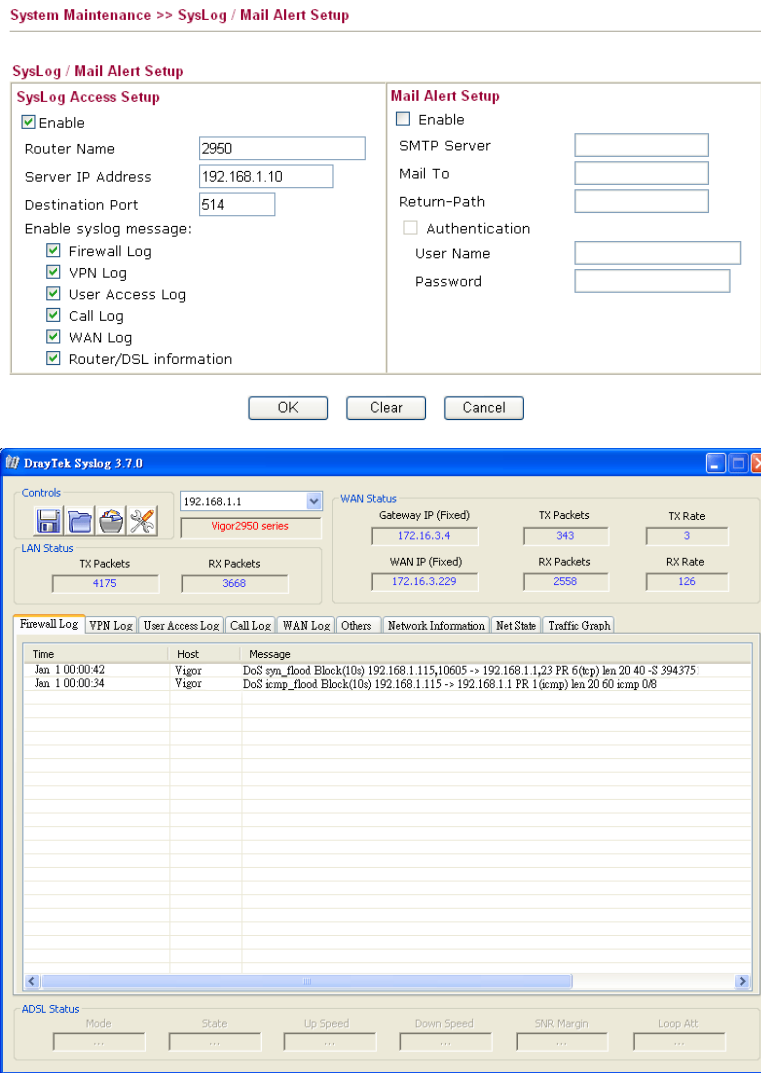 System Maintenance >> SysLog / Mail Alert Setup
SysLog / Mail Alert Setup
SysLog Access Setup
Enable
Router Name 2950
Server IP Address 192.168.1.10
Destination Port 514
Enable syslog message:
Firewall Log
VPN Log
User Access Log
Call Log
WAN Log
Router/DSL information
Mail Alert Setup
Enable
SMTP Server
Mail To
Return-Path
Authentication
User Name
Password
OK Clear Cancel
DrayTek Syslog 3.7.0
Controls
192.168.1.1
Vigor2950 series
LAN Status
TX Packets RX Packets
4175 3668
WAN Status
Gateway IP (Fixed) TX Packets TX Rate
172.16.3.4 343 3
WAN IP (Fixed) RX Packets RX Rate
172.16.3.229 2558 126
Firewall Log VPN Log User Access Log Call Log WAN Log Others Network Information Net State Traffic Graph
Time Host Message
Jan 1 00:00:42 Vigor DoS syn_flood Block(10s) 192.168.1.115,10605 -> 192.168.1.1,23 PR 6(tcp) len 20 40 -S 394375
Jan 1 00:00:34 Vigor DoS icmp_flood Block(10s) 192.168.1.115 -> 192.168.1.1 PR 1(icmp) len 20 60 icmp 0/8
ADSL Status
Mode State Up Speed Down Speed SNR Margin Loop Att
... ... ... ... ... ...